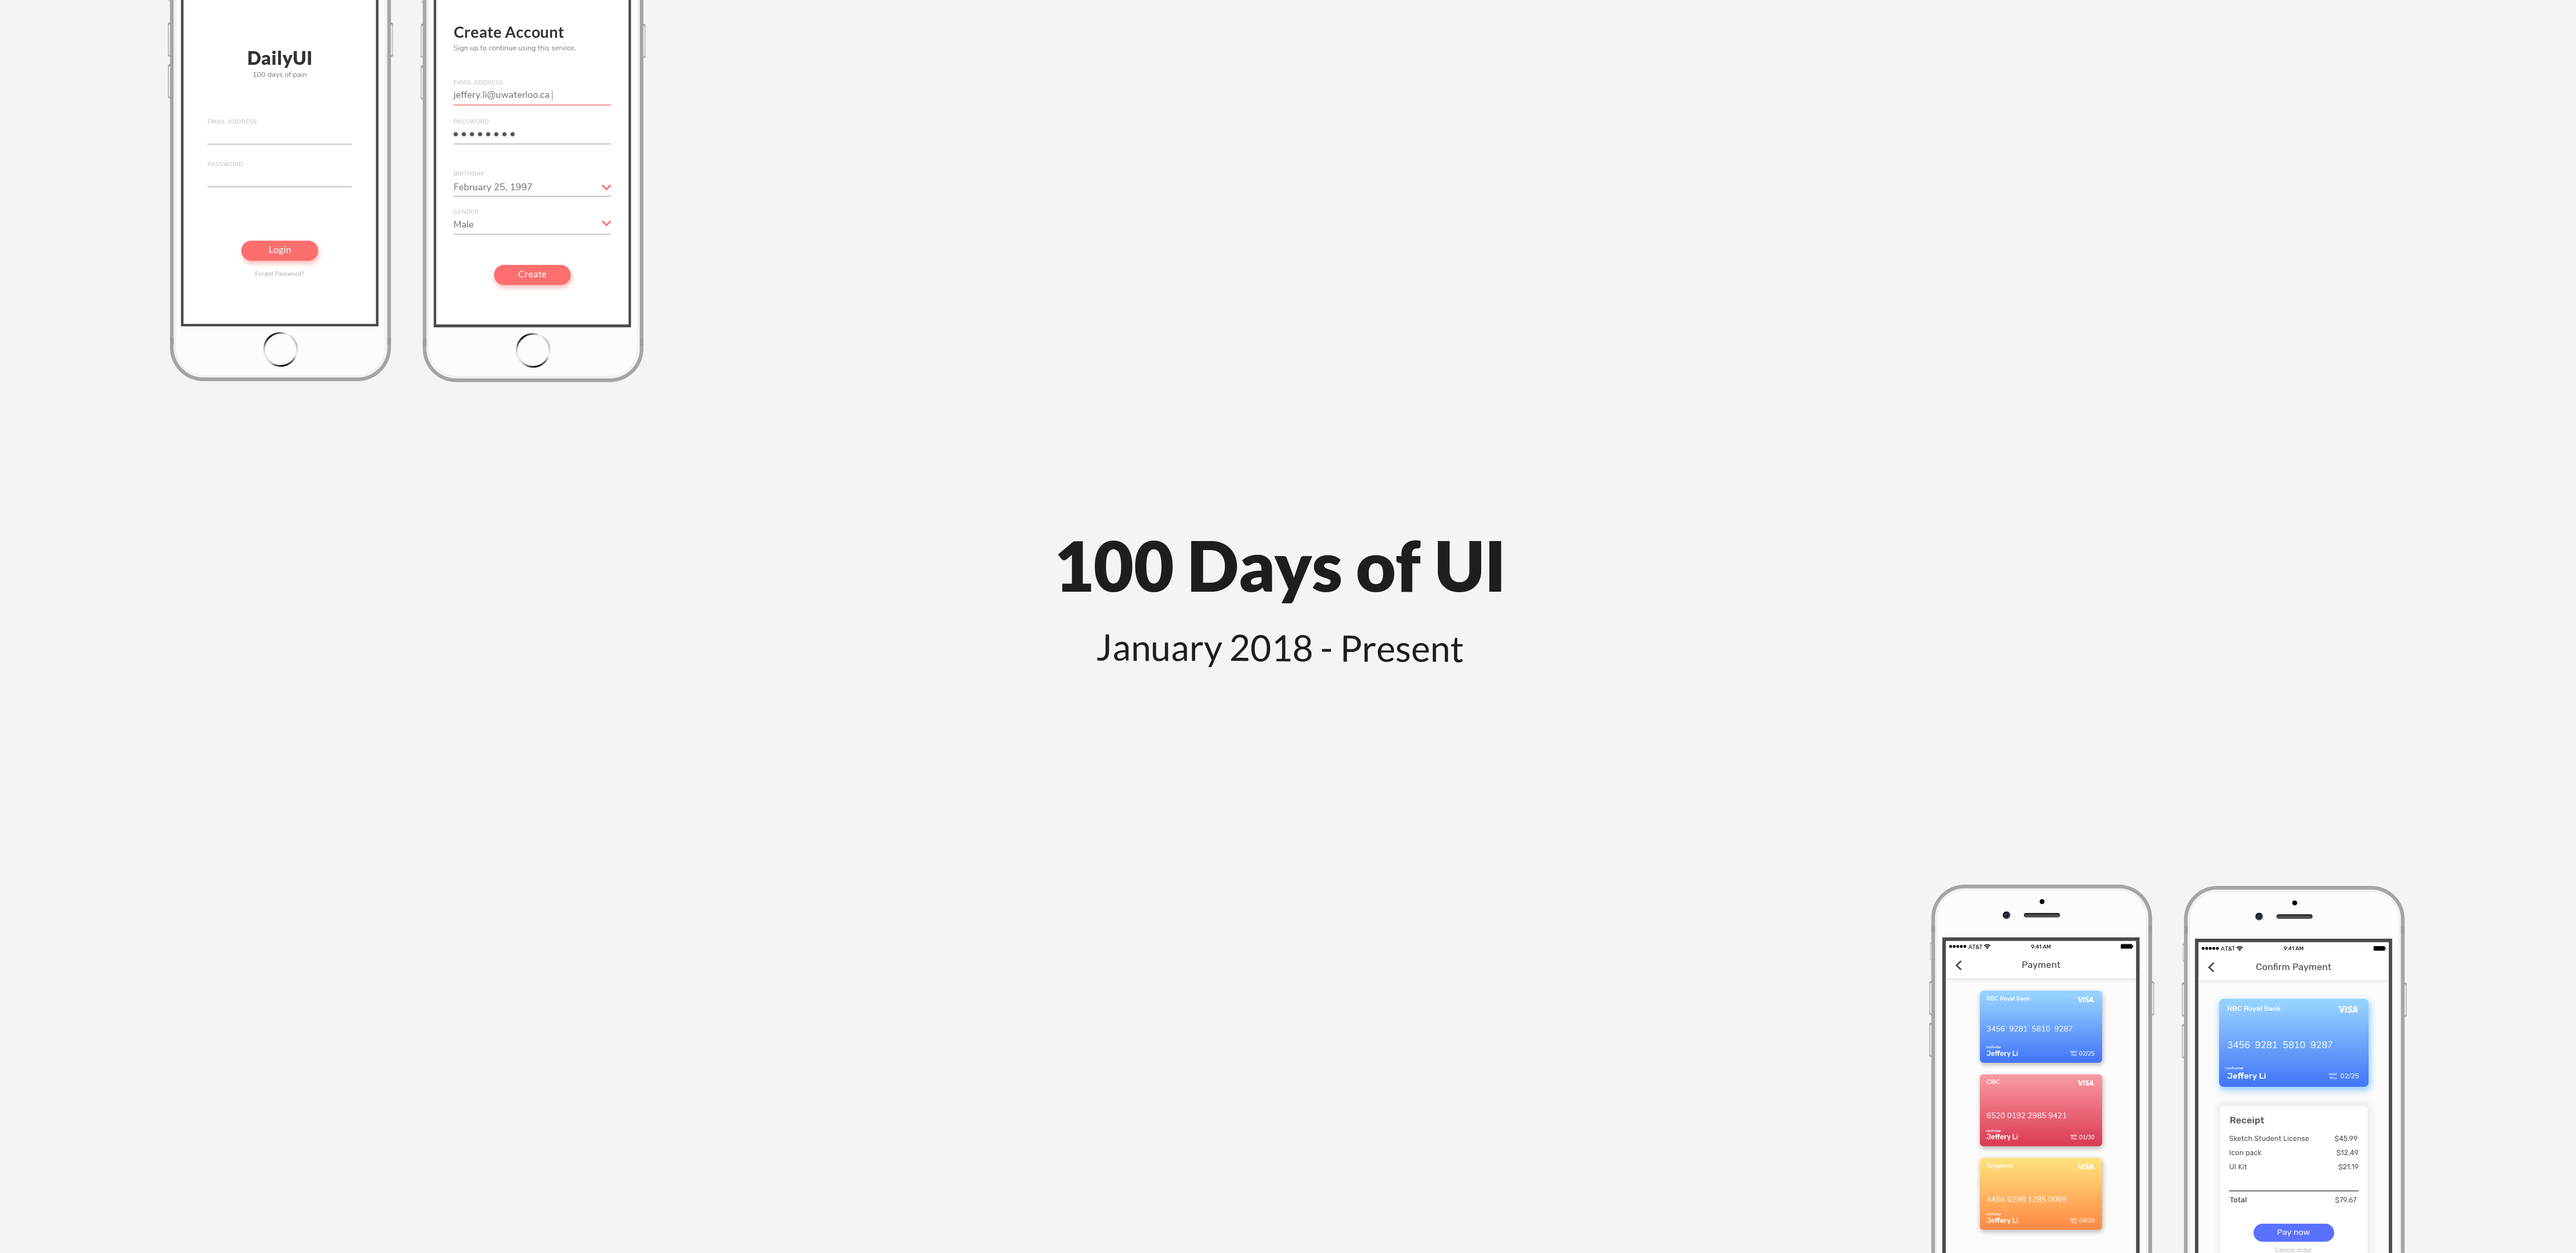 DailyUI
100 days of pain
EMAIL ADDRESS
PASSWORD
Login
Forgot Password?
Create Account
Sign up to continue using this service.
EMAIL ADDRESS
jeffery.li@uwaterloo.ca
PASSWORD
BIRTHDAY
February 25, 1997
GENDER
Male
Create
100 Days of UI
January 2018 - Present
AT&T 9:41 AM
Payment
RBC Royal Bank VISA
3456 9281 5810 9287
Cardholder
Jeffery Li 02/25
CIBC VISA
6520 0192 2985 9421
Cardholder
Jeffery Li 01/30
Tangerine VISA
4456 0298 1285 0069
Cardholder
Jeffery Li 04/20
AT&T 9:41 AM
Confirm Payment
RBC Royal Bank VISA
3456 9281 5810 9287
Cardholder
Jeffery Li 02/25
Receipt
Sketch Student License $45.99
Icon pack $12.49
UI Kit $21.19
Total $79.67
Pay now
Cancel order